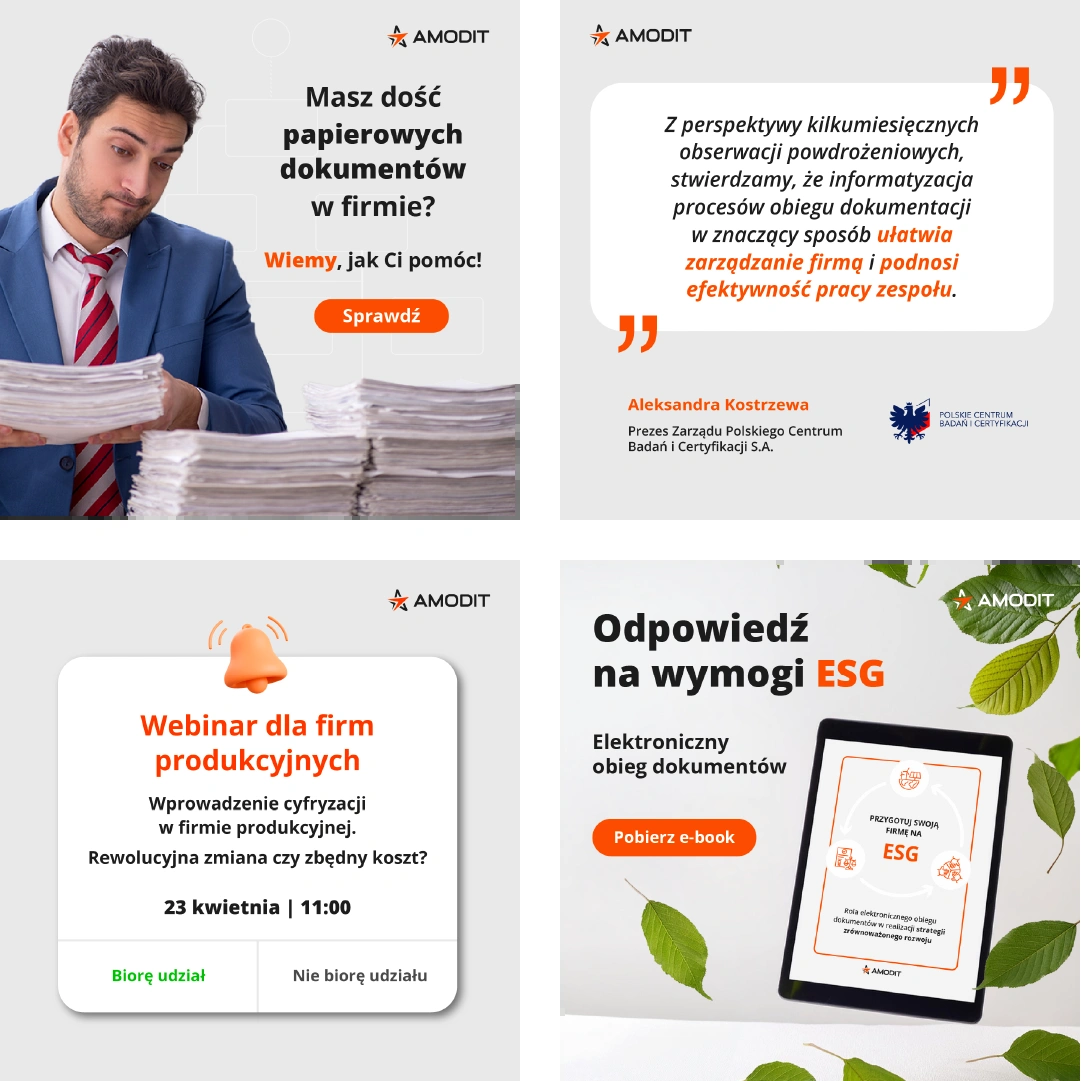 AMODIT
Masz dość
papierowych
dokumentów
w firmie?
Wiemy, jak Ci pomóc!
Sprawdź
AMODIT
Z perspektywy kilkumiesięcznych
obserwacji powdrożeniowych,
stwierdzamy, że informatyzacja
procesów obiegu dokumentacji
w znaczący sposób ułatwia
zarządzanie firmą i podnosi
efektywność pracy zespołu.
Aleksandra Kostrzewa
Prezes Zarządu Polskiego Centrum
Badań i Certyfikacji S.A.
POLSKIE CENTRUM
BADAŃ I CERTYFIKACJI
AMODIT
Webinar dla firm
produkcyjnych
Wprowadzenie cyfryzacji
w firmie produkcyjnej.
Rewolucyjna zmiana czy zbędny koszt?
23 kwietnia | 11:00
Biorę udział
Nie biorę udziału
AMODIT
Odpowiedź
na wymogi ESG
Elektroniczny
obieg dokumentów
Pobierz e-book
PRZYGOTUJ SWOJĄ
FIRMĘ NA
ESG
Rola elektronicznego obiegu
dokumentów w realizacji strategii
zrównoważonego rozwoju
AMODIT